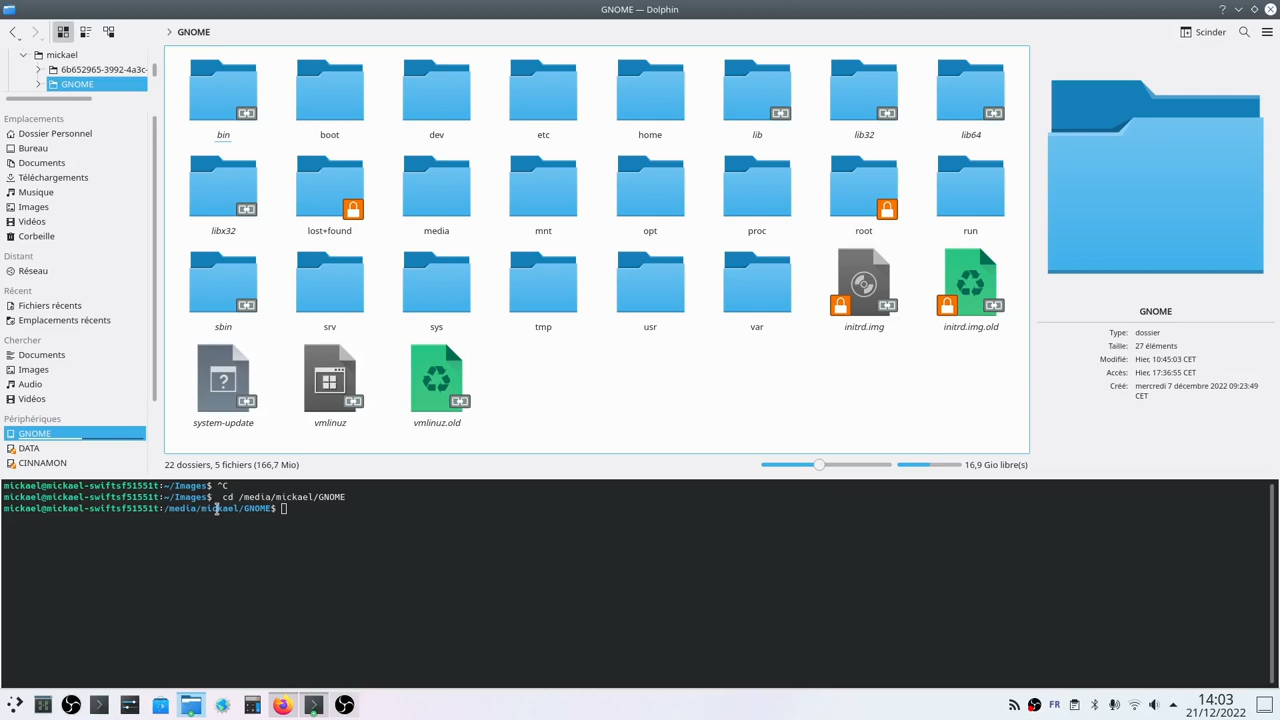 GNOME — Dolphin
GNOME
Scinder
mickael
6b652965-3992-4a3c-
GNOME
Emplacements
Dossier Personnel
Bureau
Documents
Téléchargements
Musique
Images
Vidéos
Corbeille
Distant
Réseau
Récent
Fichiers récents
Emplacements récents
Chercher
Documents
Images
Audio
Vidéos
Périphériques
GNOME
DATA
CINNAMON
bin boot dev etc home lib lib32 lib64
libx32 lost+found media mnt opt proc root run
sbin srv sys tmp usr var initrd.img initrd.img.old
system-update vmlinuz vmlinuz.old
22 dossiers, 5 fichiers (166,7 Mio)
16,9 Gio libre(s)
GNOME
Type: dossier
Taille: 27 éléments
Modifié: Hier, 10:45:03 CET
Accès: Hier, 17:36:55 CET
Créé: mercredi 7 décembre 2022 09:23:49
CET
mickael@mickael-swiftsf51551t:~/Images$ ^C
mickael@mickael-swiftsf51551t:~/Images$  cd /media/mickael/GNOME
mickael@mickael-swiftsf51551t:/media/mickael/GNOME$
FR
14:03
21/12/2022